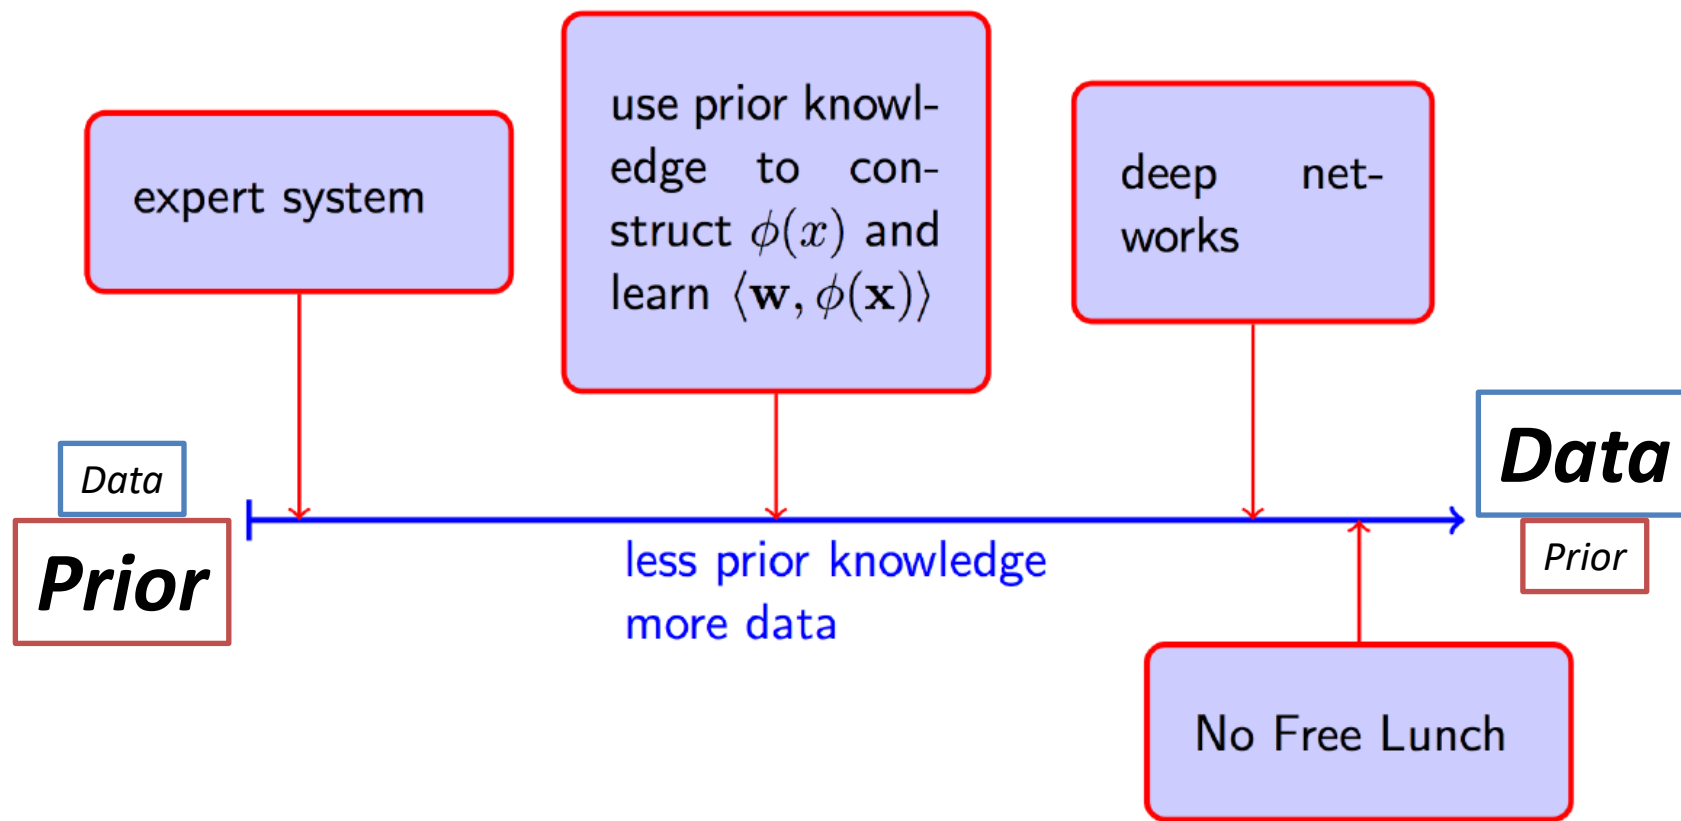 expert system
use prior knowl-
edge to con-
struct ϕ(x) and
learn ⟨w, ϕ(x)⟩
deep net-
works
Data
Prior
Data
Prior
less prior knowledge
more data
No Free Lunch